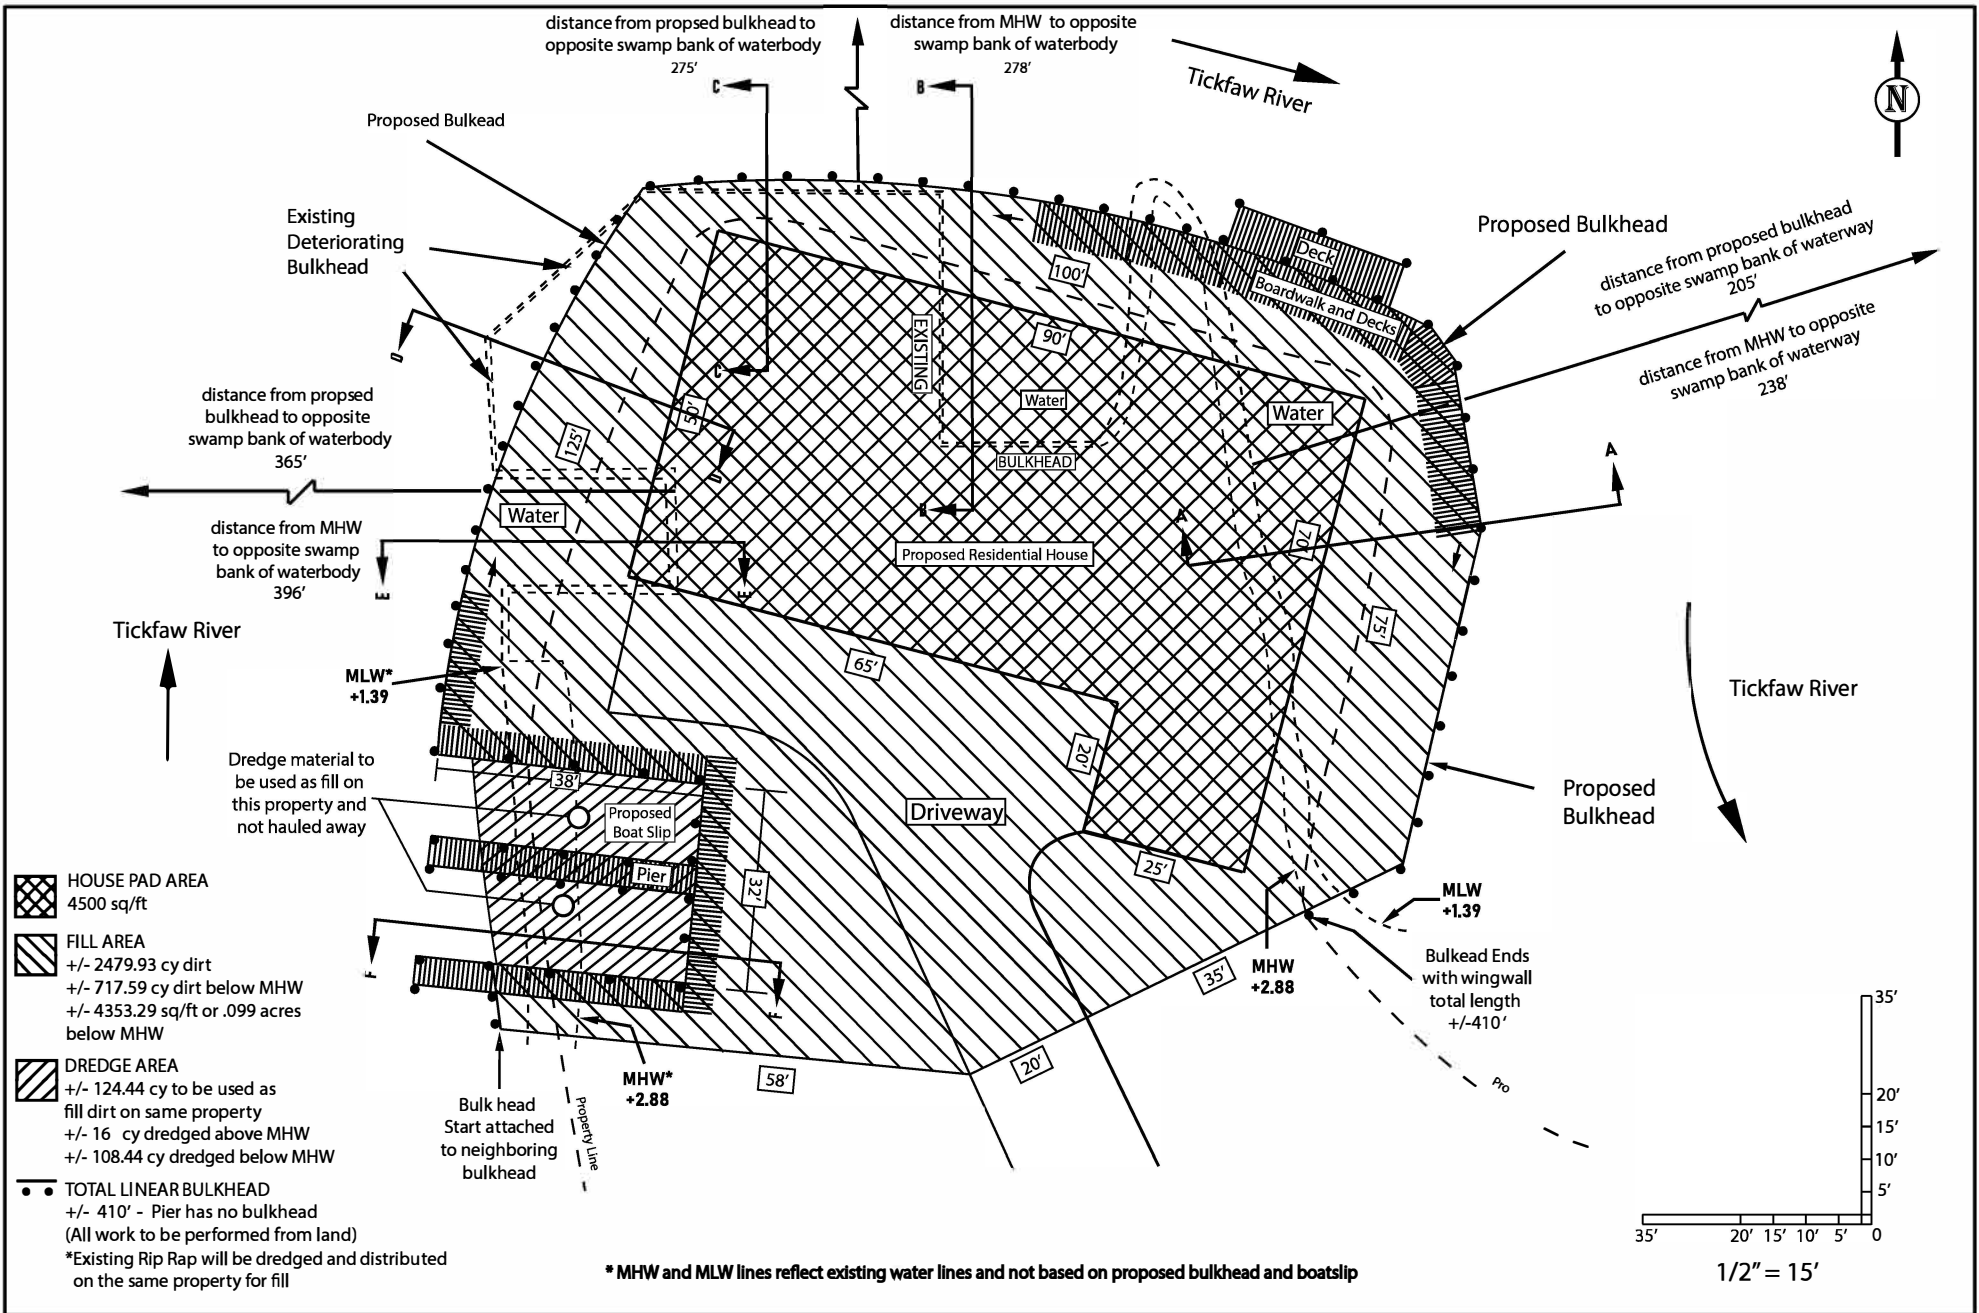 distance from propsed bulkhead to
opposite swamp bank of waterbody
275'
distance from MHW to opposite
swamp bank of waterbody
278'
Tickfaw River
N
C
B
Proposed Bulkead
Existing
Deteriorating
Bulkhead
Proposed Bulkhead
distance from proposed bulkhead
to opposite swamp bank of waterway
205'
distance from MHW to opposite
swamp bank of waterway
238'
Deck
Boardwalk and Decks
100'
90'
EXISTING
Water
Water
BULKHEAD
C
50'
125'
D
D
B
A
A
70'
75'
distance from propsed
bulkhead to opposite
swamp bank of waterbody
365'
distance from MHW
to opposite swamp
bank of waterbody
396'
Water
E
E
Proposed Residential House
Tickfaw River
MLW*
+1.39
65'
20'
25'
Tickfaw River
Proposed
Bulkhead
Dredge material to
be used as fill on
this property and
not hauled away
38'
Proposed
Boat Slip
Pier
32'
Driveway
F
F
MLW
+1.39
MHW
+2.88
35'
20'
58'
Bulkead Ends
with wingwall
total length
+/-410'
Pro
MHW*
+2.88
Property Line
Bulk head
Start attached
to neighboring
bulkhead
HOUSE PAD AREA
4500 sq/ft
FILL AREA
+/- 2479.93 cy dirt
+/- 717.59 cy dirt below MHW
+/- 4353.29 sq/ft or .099 acres
below MHW
DREDGE AREA
+/- 124.44 cy to be used as
fill dirt on same property
+/- 16 cy dredged above MHW
+/- 108.44 cy dredged below MHW
TOTAL LINEAR BULKHEAD
+/- 410' - Pier has no bulkhead
(All work to be performed from land)
*Existing Rip Rap will be dredged and distributed
on the same property for fill
* MHW and MLW lines reflect existing water lines and not based on proposed bulkhead and boatslip
35'
20'
15'
10'
5'
35' 20' 15' 10' 5' 0
1/2" = 15'